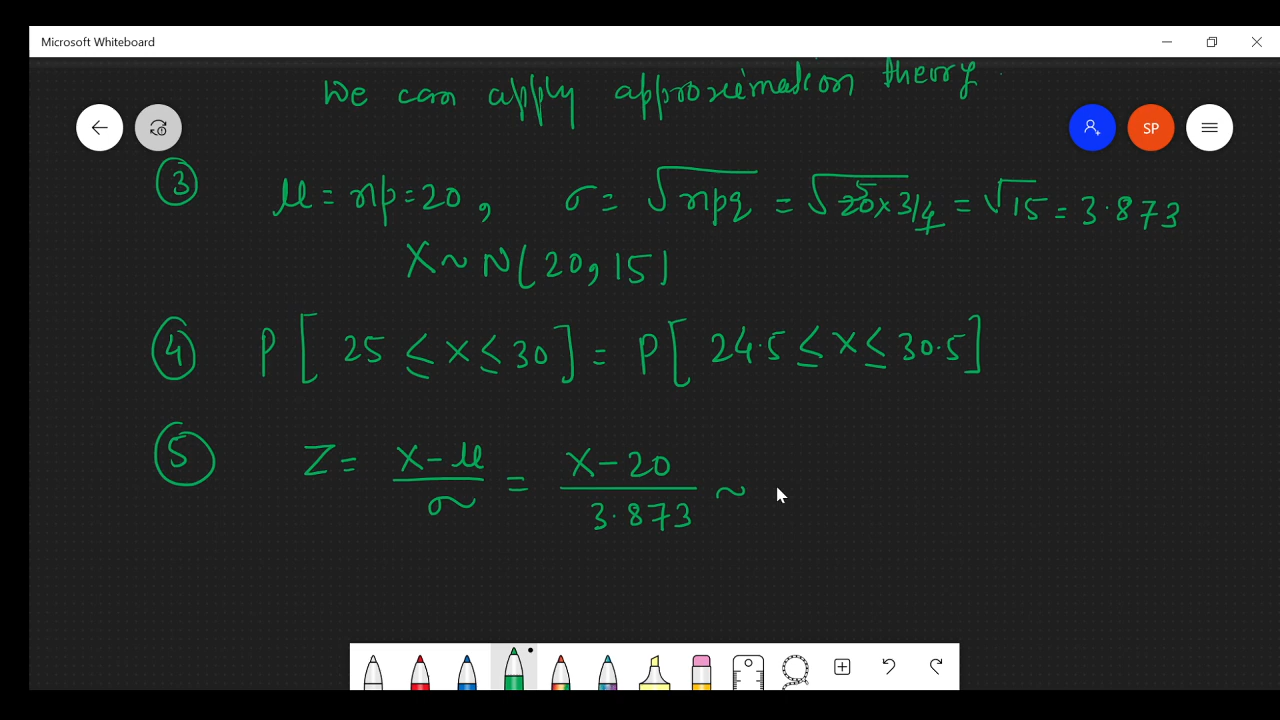 Microsoft Whiteboard
We can apply approximation theory.
SP
③ μ = np = 20, σ = √npq = √20 5 × 3/4 = √15 = 3.873
X ~ N(20, 15)
④ P[25 ≤ X ≤ 30] = P[24.5 ≤ X ≤ 30.5]
⑤ Z = X - μ / σ = X - 20 / 3.873 ~